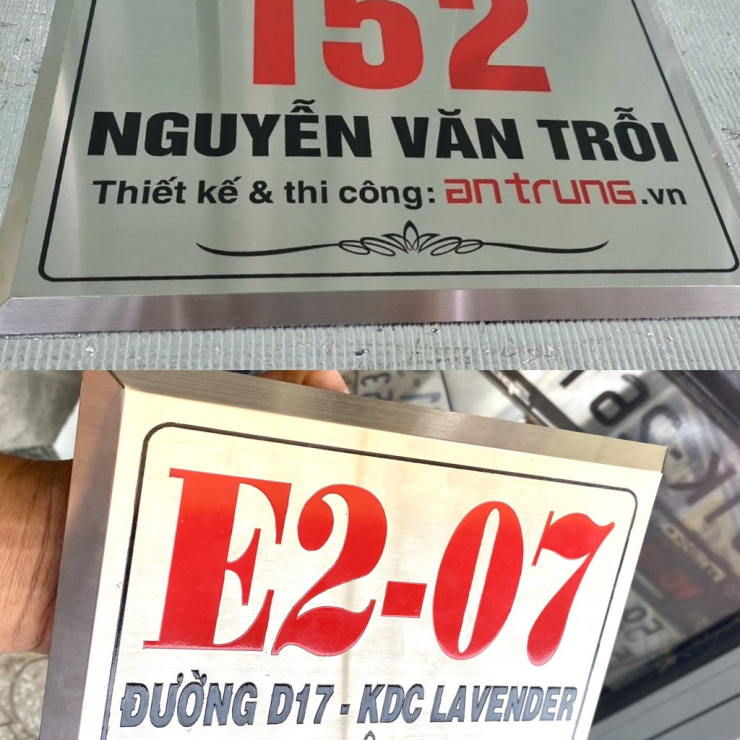 152
NGUYỄN VĂN TRỖI
Thiết kế & thi công: antrung.vn
E2-07
ĐƯỜNG D17 - KDC LAVENDER